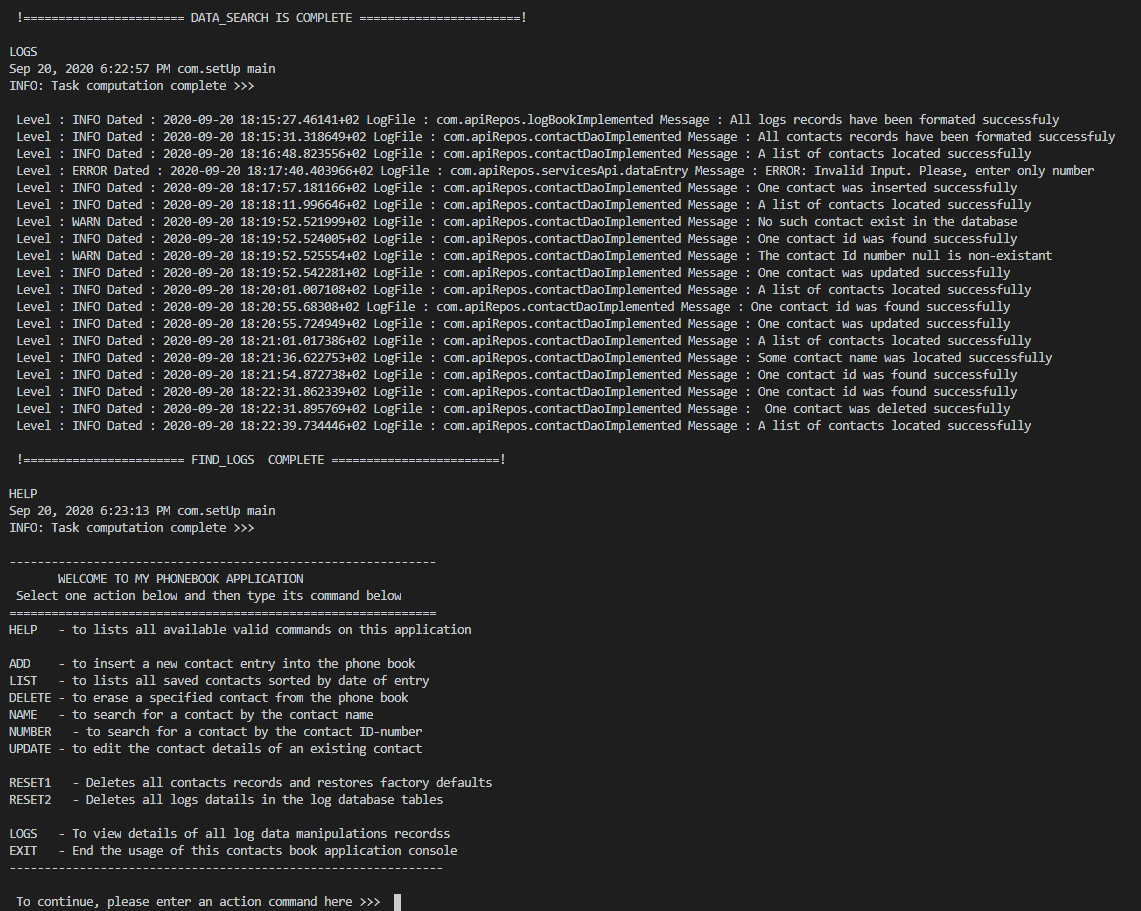 !======================= DATA_SEARCH IS COMPLETE =======================!
LOGS
Sep 20, 2020 6:22:57 PM com.setUp main
INFO: Task computation complete >>>
Level : INFO Dated : 2020-09-20 18:15:27.46141+02 LogFile : com.apiRepos.logBookImplemented Message : All logs records have been formated successfuly
Level : INFO Dated : 2020-09-20 18:15:31.318649+02 LogFile : com.apiRepos.contactDaoImplemented Message : All contacts records have been formated successfuly
Level : INFO Dated : 2020-09-20 18:16:48.823556+02 LogFile : com.apiRepos.contactDaoImplemented Message : A list of contacts located successfully
Level : ERROR Dated : 2020-09-20 18:17:40.403966+02 LogFile : com.apiRepos.servicesApi.dataEntry Message : ERROR: Invalid Input. Please, enter only number
Level : INFO Dated : 2020-09-20 18:17:57.181166+02 LogFile : com.apiRepos.contactDaoImplemented Message : One contact was inserted successfully
Level : INFO Dated : 2020-09-20 18:18:11.996646+02 LogFile : com.apiRepos.contactDaoImplemented Message : A list of contacts located successfully
Level : WARN Dated : 2020-09-20 18:19:52.521999+02 LogFile : com.apiRepos.contactDaoImplemented Message : No such contact exist in the database
Level : INFO Dated : 2020-09-20 18:19:52.524005+02 LogFile : com.apiRepos.contactDaoImplemented Message : One contact id was found successfully
Level : WARN Dated : 2020-09-20 18:19:52.525554+02 LogFile : com.apiRepos.contactDaoImplemented Message : The contact Id number null is non-existant
Level : INFO Dated : 2020-09-20 18:19:52.542281+02 LogFile : com.apiRepos.contactDaoImplemented Message : One contact was updated successfully
Level : INFO Dated : 2020-09-20 18:20:01.007108+02 LogFile : com.apiRepos.contactDaoImplemented Message : A list of contacts located successfully
Level : INFO Dated : 2020-09-20 18:20:55.68308+02 LogFile : com.apiRepos.contactDaoImplemented Message : One contact id was found successfully
Level : INFO Dated : 2020-09-20 18:20:55.724949+02 LogFile : com.apiRepos.contactDaoImplemented Message : One contact was updated successfully
Level : INFO Dated : 2020-09-20 18:21:01.017386+02 LogFile : com.apiRepos.contactDaoImplemented Message : A list of contacts located successfully
Level : INFO Dated : 2020-09-20 18:21:36.622753+02 LogFile : com.apiRepos.contactDaoImplemented Message : Some contact name was located successfully
Level : INFO Dated : 2020-09-20 18:21:54.872738+02 LogFile : com.apiRepos.contactDaoImplemented Message : One contact id was found successfully
Level : INFO Dated : 2020-09-20 18:22:31.862339+02 LogFile : com.apiRepos.contactDaoImplemented Message : One contact id was found successfully
Level : INFO Dated : 2020-09-20 18:22:31.895769+02 LogFile : com.apiRepos.contactDaoImplemented Message :  One contact was deleted succesfully
Level : INFO Dated : 2020-09-20 18:22:39.734446+02 LogFile : com.apiRepos.contactDaoImplemented Message : A list of contacts located successfully
!======================= FIND_LOGS  COMPLETE ========================!
HELP
Sep 20, 2020 6:23:13 PM com.setUp main
INFO: Task computation complete >>>
-------------------------------------------------------------
WELCOME TO MY PHONEBOOK APPLICATION
Select one action below and then type its command below
=============================================================
HELP   - to lists all available valid commands on this application
ADD    - to insert a new contact entry into the phone book
LIST   - to lists all saved contacts sorted by date of entry
DELETE - to erase a specified contact from the phone book
NAME   - to search for a contact by the contact name
NUMBER   - to search for a contact by the contact ID-number
UPDATE - to edit the contact details of an existing contact
RESET1   - Deletes all contacts records and restores factory defaults
RESET2   - Deletes all logs datails in the log database tables
LOGS   - To view details of all log data manipulations recordss
EXIT   - End the usage of this contacts book application console
--------------------------------------------------------------
To continue, please enter an action command here >>>